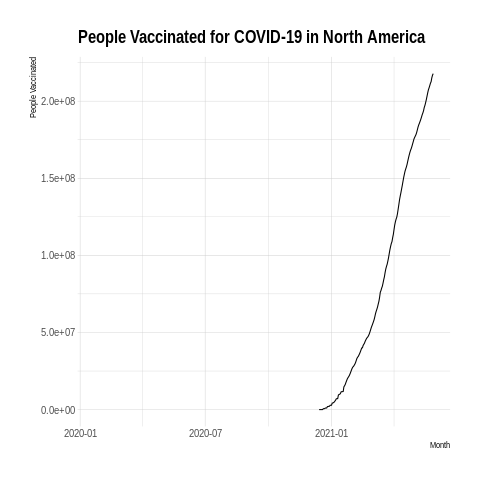 People Vaccinated for COVID-19 in North America
People Vaccinated
2.0e+08
1.5e+08
1.0e+08
5.0e+07
0.0e+00
2020-01 2020-07 2021-01
Month